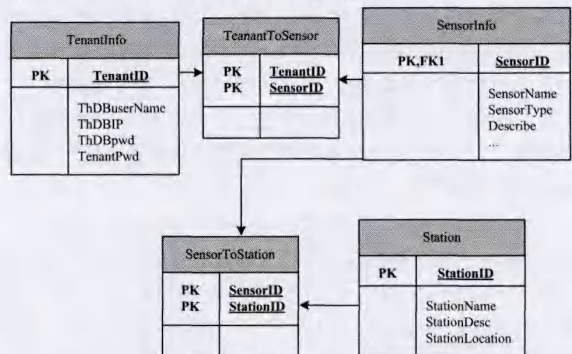 TenantInfo
PK TenantID
ThDBuserName
ThDBIP
ThDBpwd
TenantPwd
TeanantToSensor
PK TenantID
PK SensorID
SensorInfo
PK,FK1 SensorID
SensorName
SensorType
Describe
...
SensorToStation
PK SensorID
PK StationID
Station
PK StationID
StationName
StationDesc
StationLocation